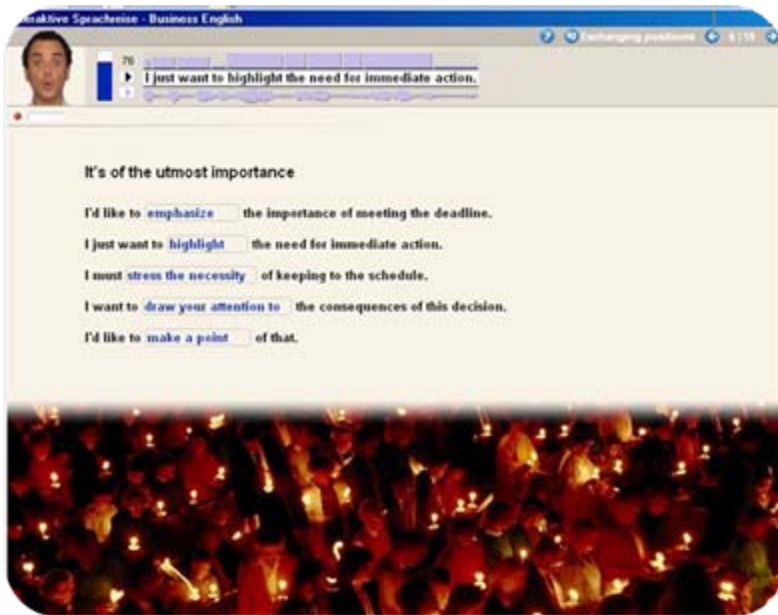 Interaktive Sprachreise - Business English
Exchanging positions
76
I just want to highlight the need for immediate action.
It's of the utmost importance
I'd like to emphasize the importance of meeting the deadline.
I just want to highlight the need for immediate action.
I must stress the necessity of keeping to the schedule.
I want to draw your attention to the consequences of this decision.
I'd like to make a point of that.